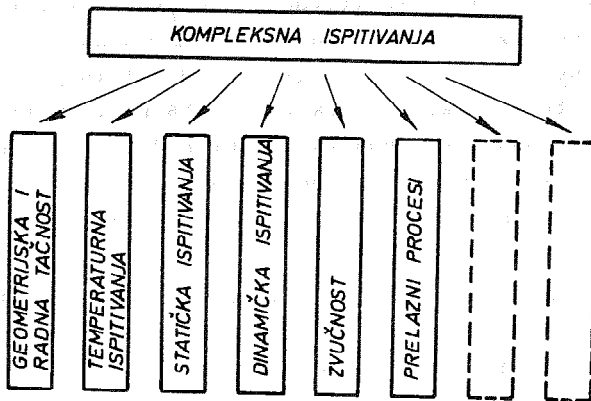 KOMPLEKSNA ISPITIVANJA
GEOMETRIJSKA I
RADNA TAČNOST
TEMPERATURNA
ISPITIVANJA
STATIČKA ISPITIVANJA
DINAMIČKA ISPITIVANJA
ZVUČNOST
PRELAZNI PROCESI